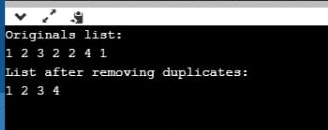 Originals list:
1 2 3 2 2 4 1
List after removing duplicates:
1 2 3 4